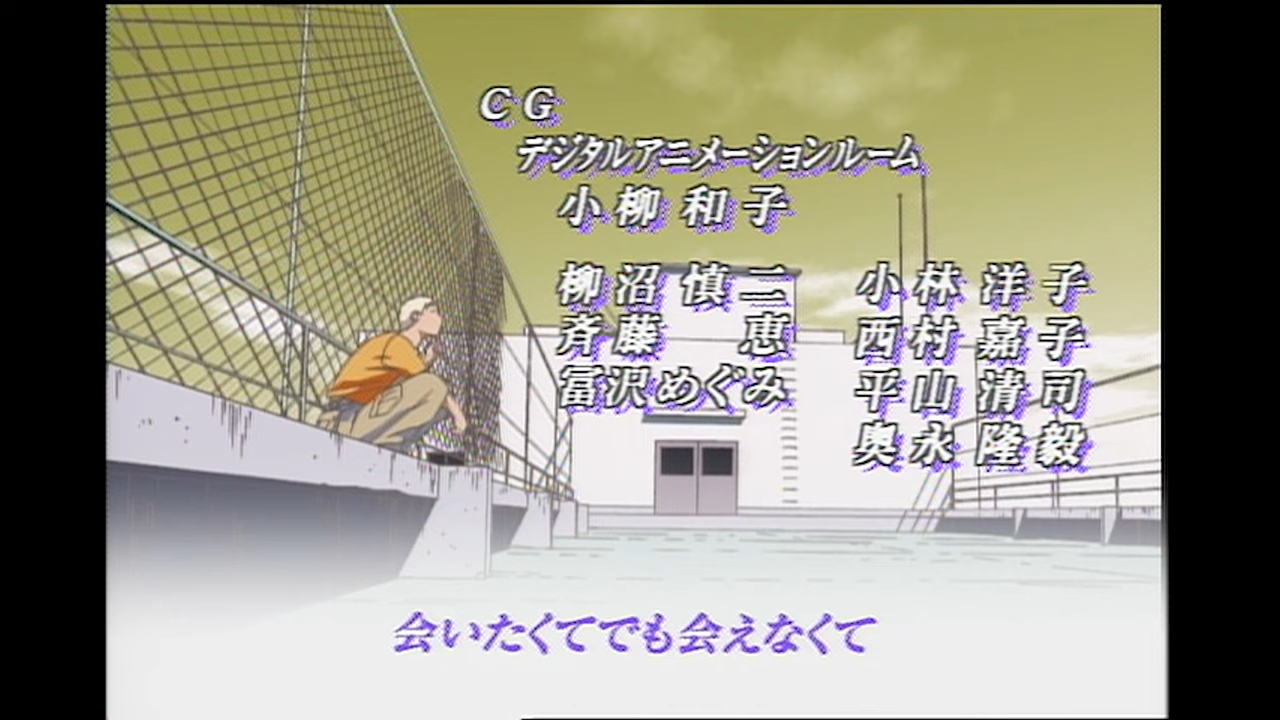 CG
デジタルアニメーションルーム
小柳 和子
柳沼 慎二 小林 洋子
斉藤 恵 西村 嘉子
冨沢めぐみ 平山 清司
奥永 隆毅
会いたくてでも会えなくて